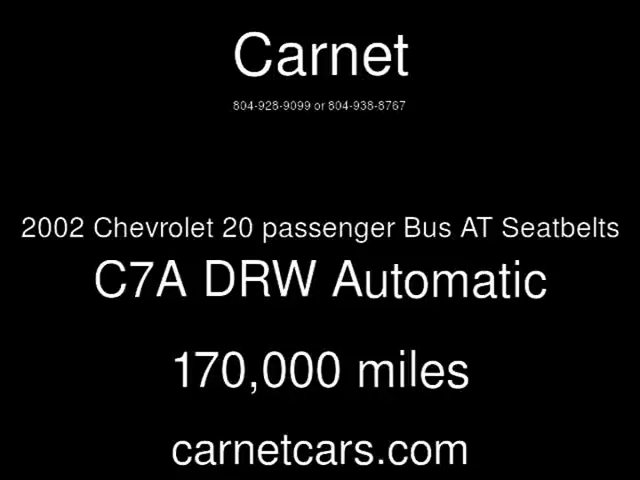 Carnet
804-928-9099 or 804-938-8767
2002 Chevrolet 20 passenger Bus AT Seatbelts
C7A DRW Automatic
170,000 miles
carnetcars.com